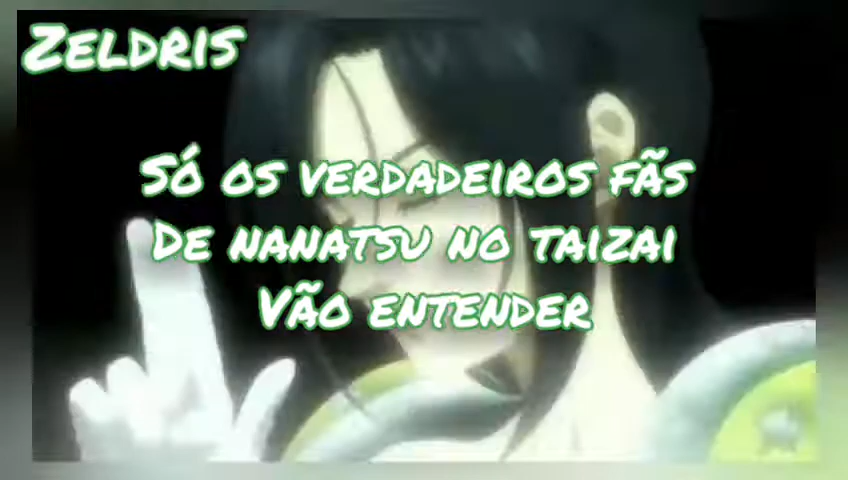 Zeldris
Só os verdadeiros fãs
De nanatsu no taizai
Vão entender